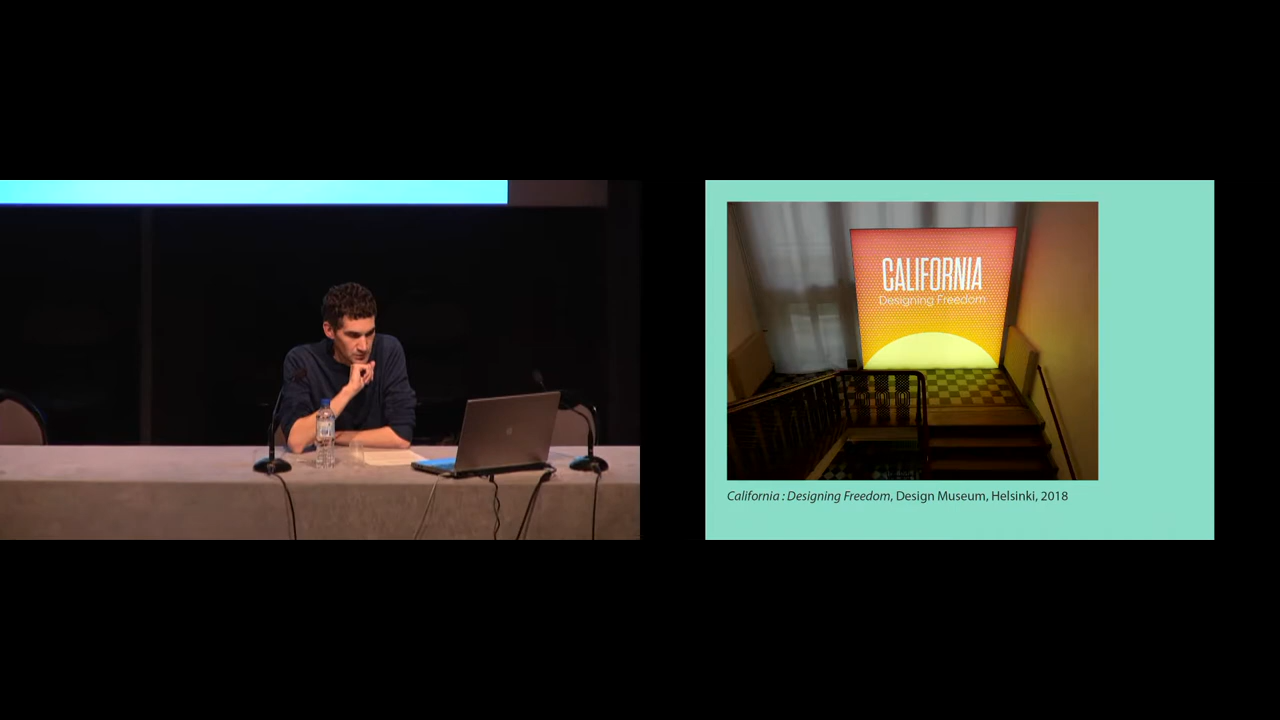 CALIFORNIA
Designing Freedom
California : Designing Freedom, Design Museum, Helsinki, 2018